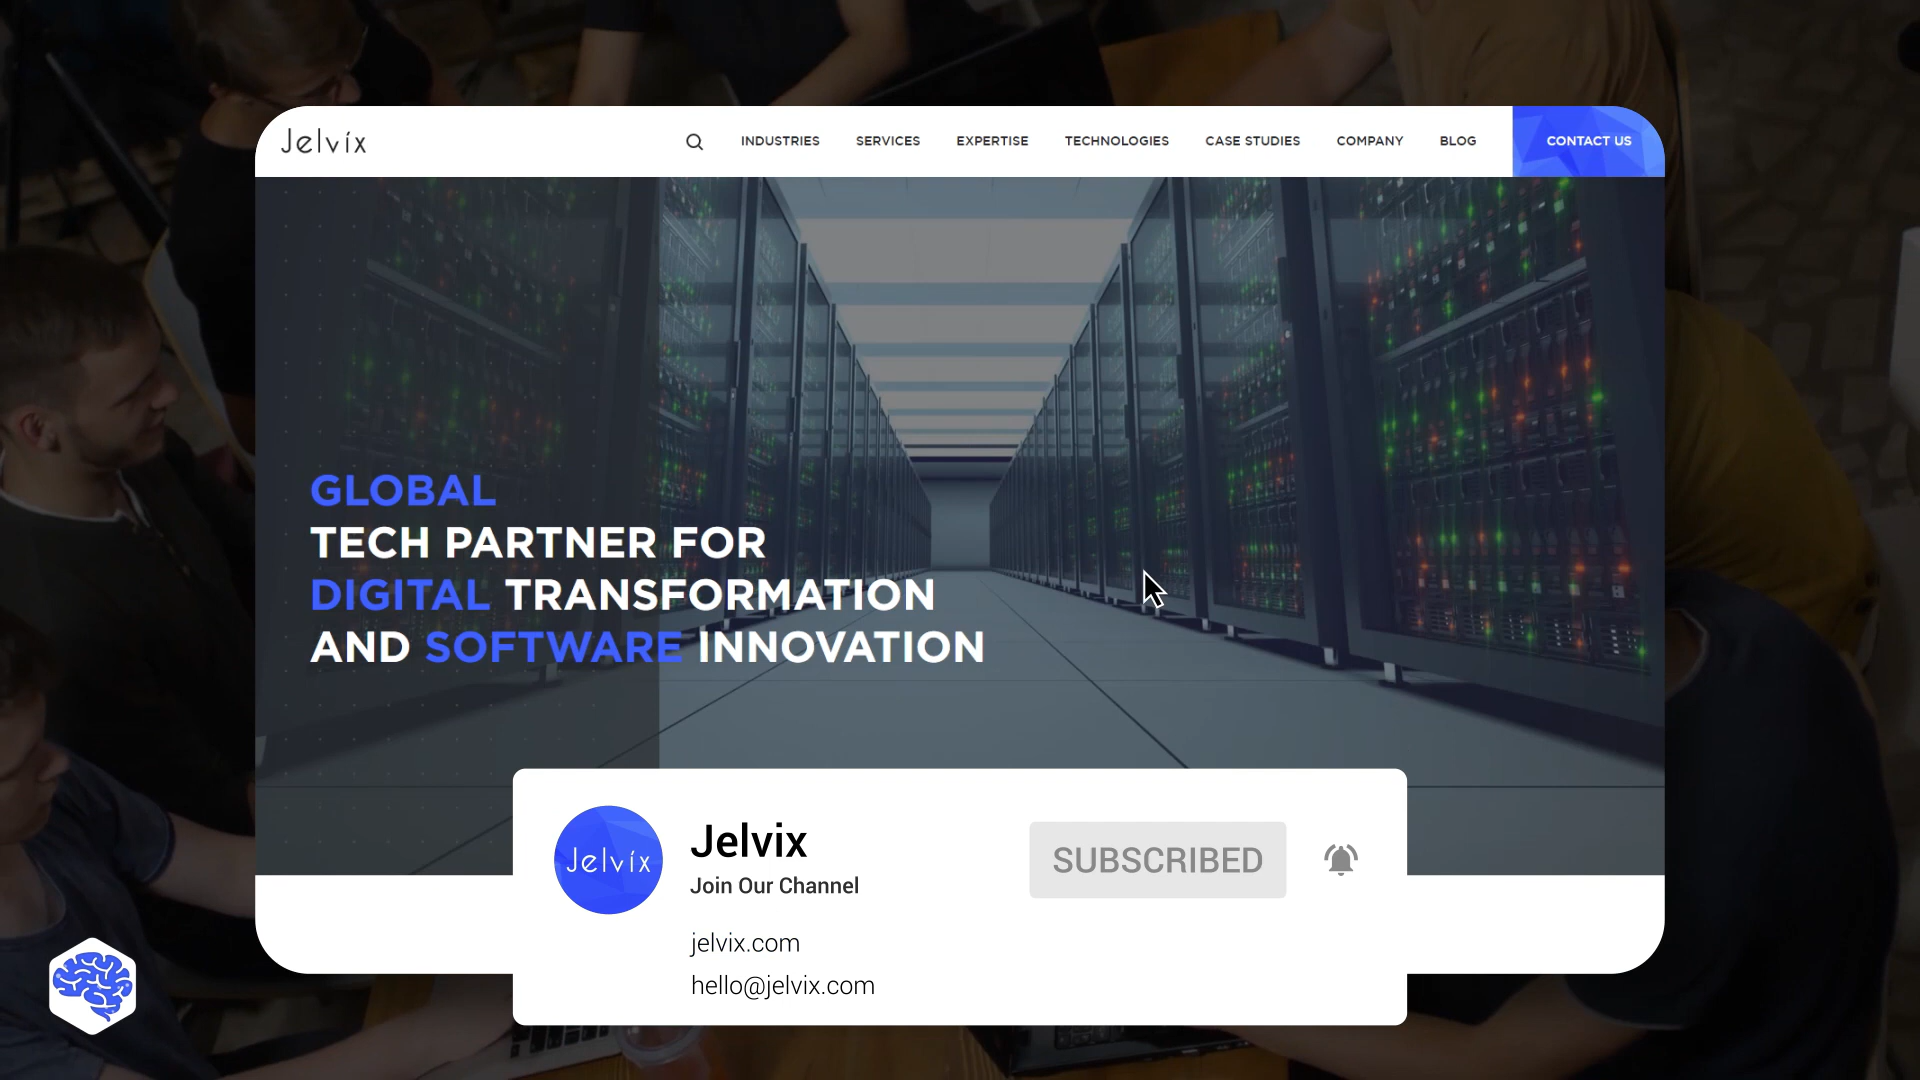 Jelvix
INDUSTRIES SERVICES EXPERTISE TECHNOLOGIES CASE STUDIES COMPANY BLOG CONTACT US
GLOBAL
TECH PARTNER FOR
DIGITAL TRANSFORMATION
AND SOFTWARE INNOVATION
Jelvix
Jelvix
Join Our Channel
SUBSCRIBED
jelvix.com
hello@jelvix.com